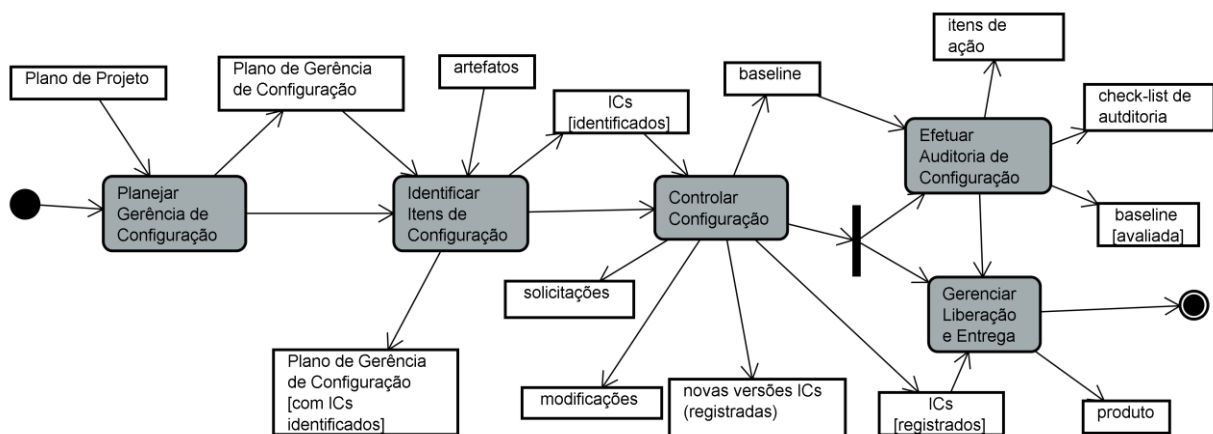 Plano de Projeto
Plano de Gerência
de Configuração
artefatos
ICs
[identificados]
baseline
itens de
ação
check-list de
autditoria
Planejar
Gerência de
Configuração
Identificar
Itens de
Configuração
Controlar
Configuração
Efetuar
Auditoria de
Configuração
baseline
[avaliada]
solicitações
Gerenciar
Liberação
e Entrega
Plano de Gerência
de Configuração
[com ICs
identificados]
modificações
novas versões ICs
(registradas)
ICs
[registrados]
produto